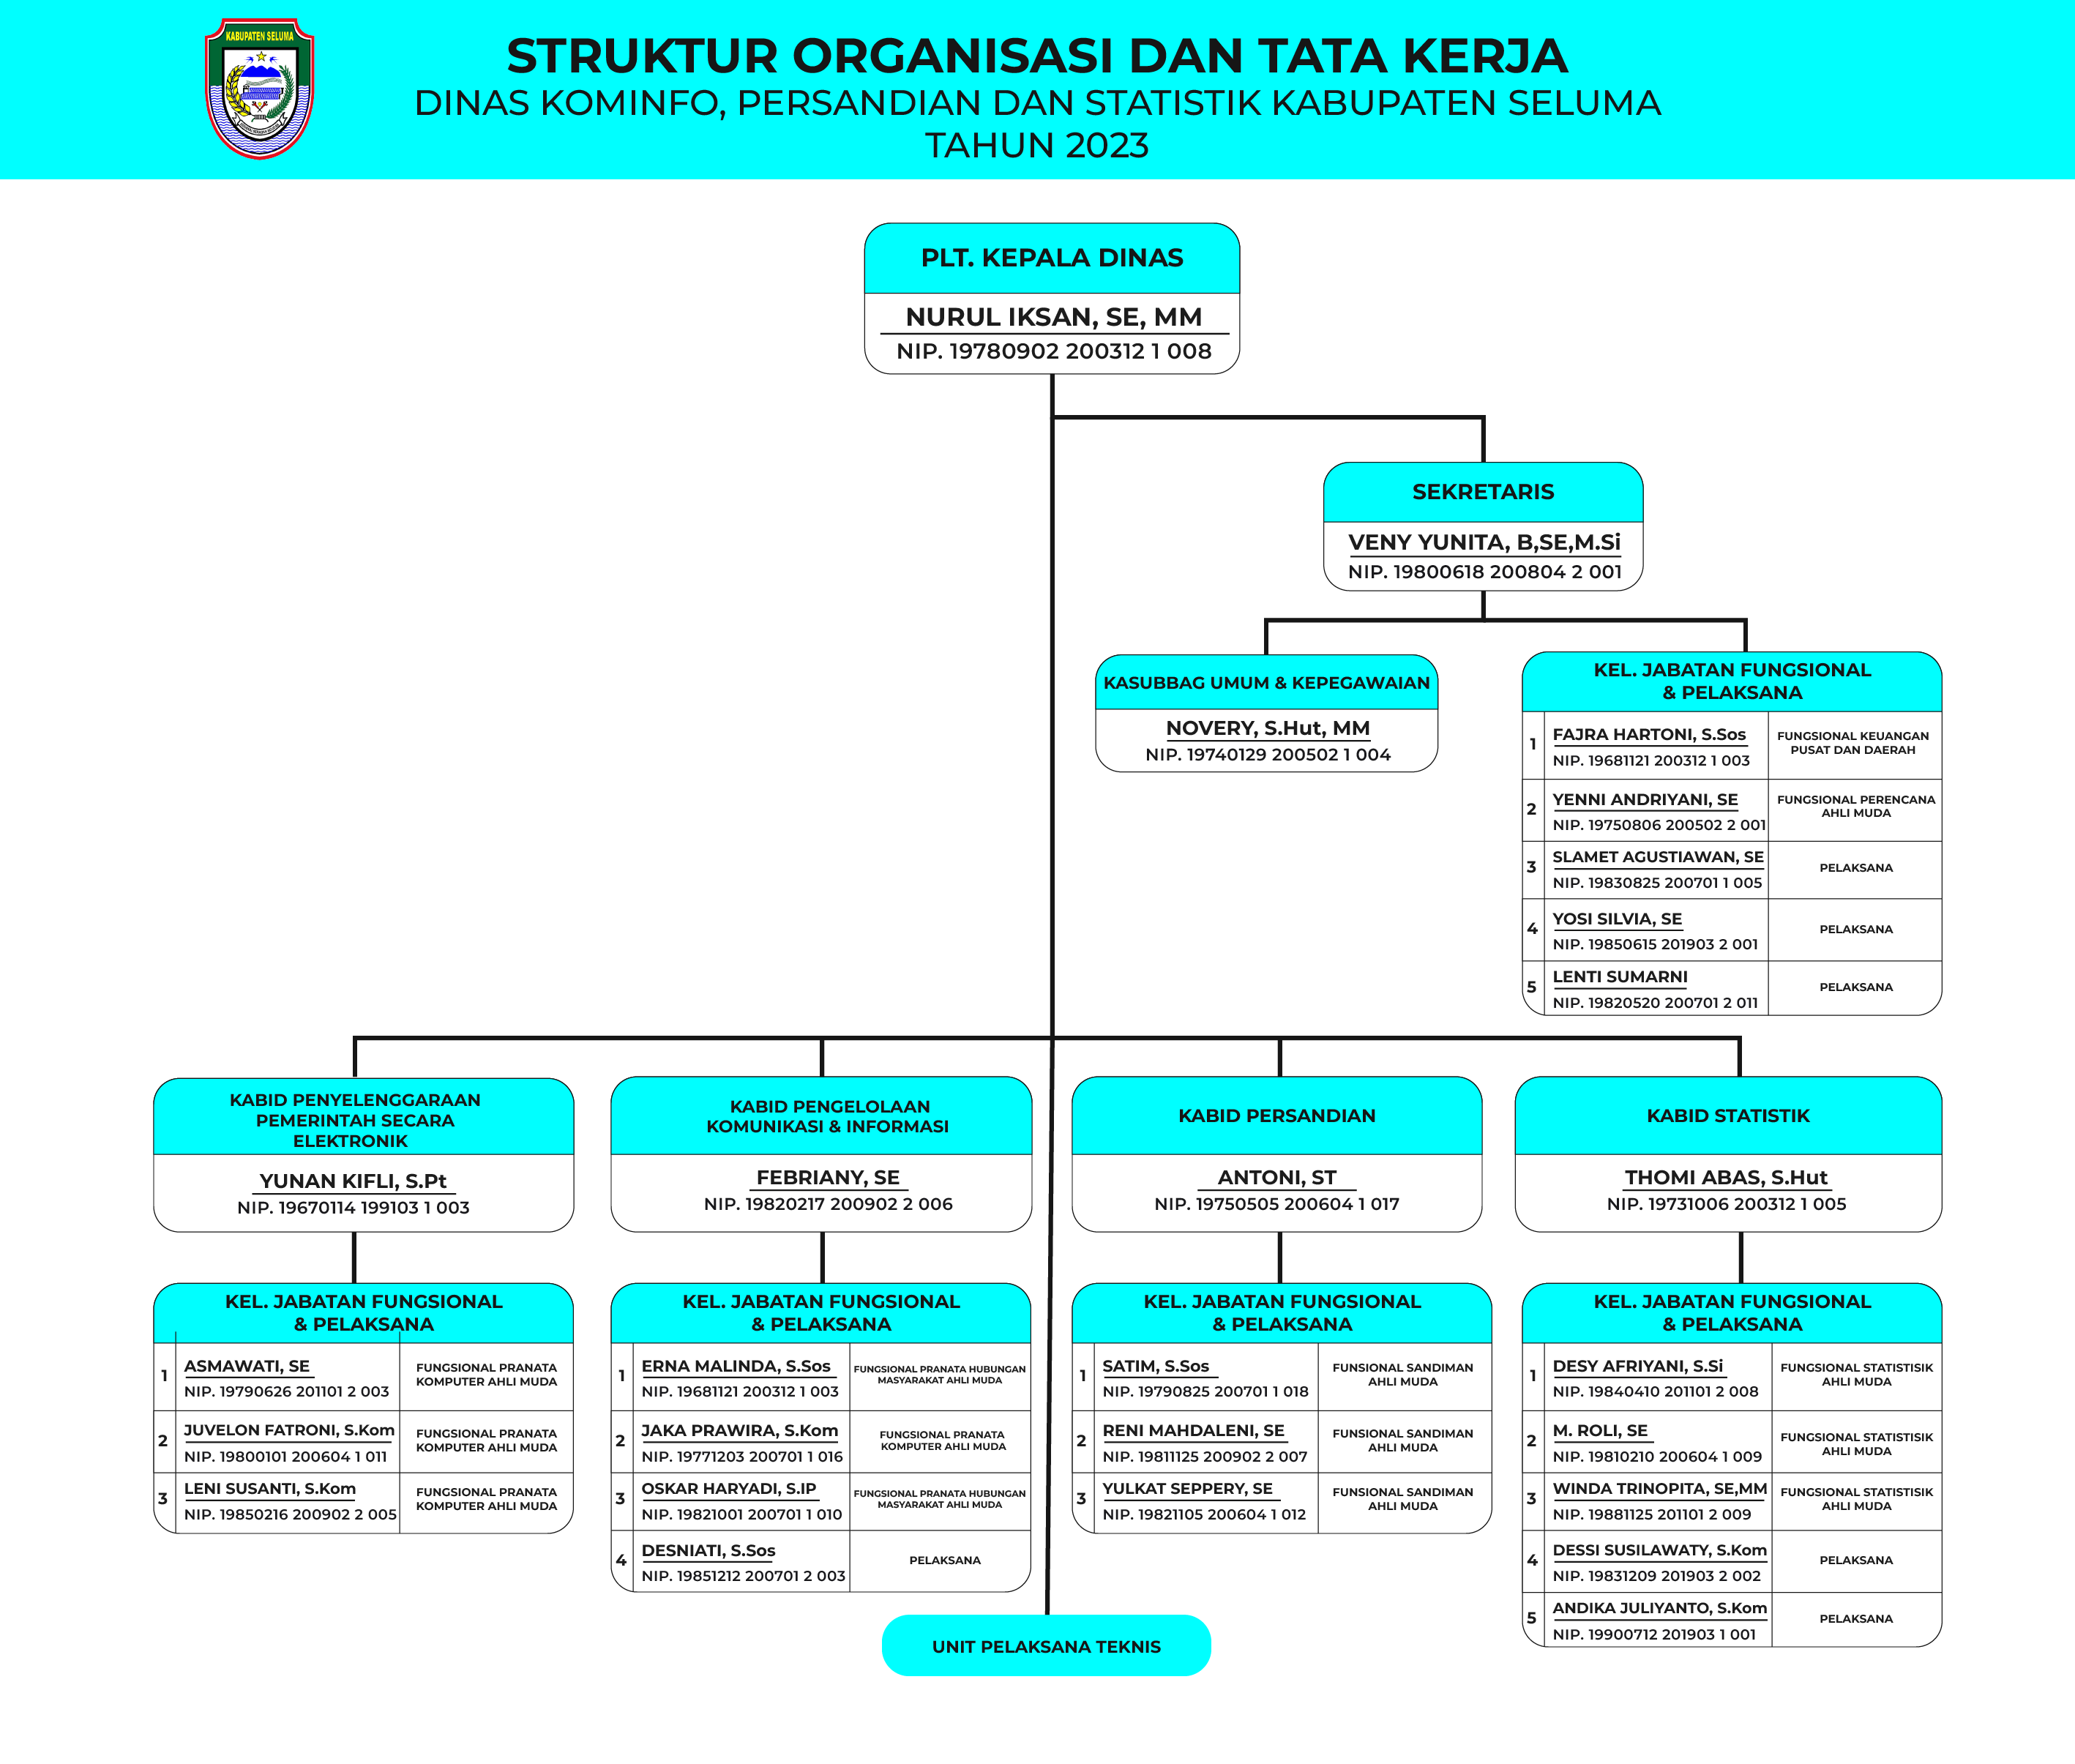 KABUPATEN SELUMA
STRUKTUR ORGANISASI DAN TATA KERJA
DINAS KOMINFO, PERSANDIAN DAN STATISTIK KABUPATEN SELUMA
TAHUN 2023
PLT. KEPALA DINAS
NURUL IKSAN, SE, MM
NIP. 19780902 200312 1 008
SEKRETARIS
VENY YUNITA, B,SE,M.Si
NIP. 19800618 200804 2 001
KASUBBAG UMUM & KEPEGAWAIAN
NOVERY, S.Hut, MM
NIP. 19740129 200502 1 004
KEL. JABATAN FUNGSIONAL
& PELAKSANA
1
FAJRA HARTONI, S.Sos
NIP. 19681121 200312 1 003
FUNGSIONAL KEUANGAN
PUSAT DAN DAERAH
2
YENNI ANDRIYANI, SE
NIP. 19750806 200502 2 001
FUNGSIONAL PERENCANA
AHLI MUDA
3
SLAMET AGUSTIAWAN, SE
NIP. 19830825 200701 1 005
PELAKSANA
4
YOSI SILVIA, SE
NIP. 19850615 201903 2 001
PELAKSANA
5
LENTI SUMARNI
NIP. 19820520 200701 2 011
PELAKSANA
KABID PENYELENGGARAAN
PEMERINTAH SECARA
ELEKTRONIK
YUNAN KIFLI, S.Pt
NIP. 19670114 199103 1 003
KABID PENGELOLAAN
KOMUNIKASI & INFORMASI
FEBRIANY, SE
NIP. 19820217 200902 2 006
KABID PERSANDIAN
ANTONI, ST
NIP. 19750505 200604 1 017
KABID STATISTIK
THOMI ABAS, S.Hut
NIP. 19731006 200312 1 005
KEL. JABATAN FUNGSIONAL
& PELAKSANA
1
ASMAWATI, SE
NIP. 19790626 201101 2 003
FUNGSIONAL PRANATA
KOMPUTER AHLI MUDA
2
JUVELON FATRONI, S.Kom
NIP. 19800101 200604 1 011
FUNGSIONAL PRANATA
KOMPUTER AHLI MUDA
3
LENI SUSANTI, S.Kom
NIP. 19850216 200902 2 005
FUNGSIONAL PRANATA
KOMPUTER AHLI MUDA
KEL. JABATAN FUNGSIONAL
& PELAKSANA
1
ERNA MALINDA, S.Sos
NIP. 19681121 200312 1 003
FUNGSIONAL PRANATA HUBUNGAN
MASYARAKAT AHLI MUDA
2
JAKA PRAWIRA, S.Kom
NIP. 19771203 200701 1 016
FUNGSIONAL PRANATA
KOMPUTER AHLI MUDA
3
OSKAR HARYADI, S.IP
NIP. 19821001 200701 1 010
FUNGSIONAL PRANATA HUBUNGAN
MASYARAKAT AHLI MUDA
4
DESNIATI, S.Sos
NIP. 19851212 200701 2 003
PELAKSANA
KEL. JABATAN FUNGSIONAL
& PELAKSANA
1
SATIM, S.Sos
NIP. 19790825 200701 1 018
FUNSIONAL SANDIMAN
AHLI MUDA
2
RENI MAHDALENI, SE
NIP. 19811125 200902 2 007
FUNSIONAL SANDIMAN
AHLI MUDA
3
YULKAT SEPPERY, SE
NIP. 19821105 200604 1 012
FUNSIONAL SANDIMAN
AHLI MUDA
KEL. JABATAN FUNGSIONAL
& PELAKSANA
1
DESY AFRIYANI, S.Si
NIP. 19840410 201101 2 008
FUNGSIONAL STATISTISIK
AHLI MUDA
2
M. ROLI, SE
NIP. 19810210 200604 1 009
FUNGSIONAL STATISTISIK
AHLI MUDA
3
WINDA TRINOPITA, SE,MM
NIP. 19881125 201101 2 009
FUNGSIONAL STATISTISIK
AHLI MUDA
4
DESSI SUSILAWATY, S.Kom
NIP. 19831209 201903 2 002
PELAKSANA
5
ANDIKA JULIYANTO, S.Kom
NIP. 19900712 201903 1 001
PELAKSANA
UNIT PELAKSANA TEKNIS